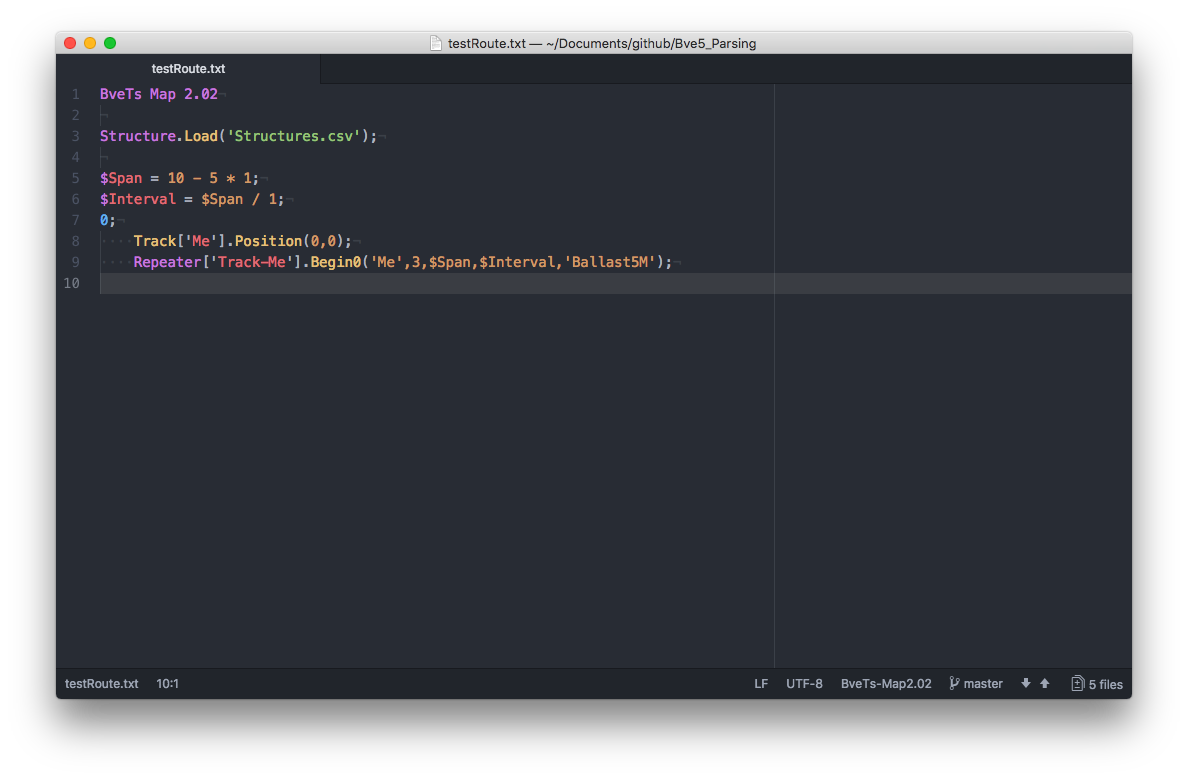 testRoute.txt — ~/Documents/github/Bve5_Parsing
testRoute.txt
1 BveTs Map 2.02¬
2 ¬
3 Structure.Load('Structures.csv');¬
4 ¬
5 $Span = 10 - 5 * 1;¬
6 $Interval = $Span / 1;¬
7 0;¬
8 ····Track['Me'].Position(0,0);¬
9 ····Repeater['Track-Me'].Begin0('Me',3,$Span,$Interval,'Ballast5M');¬
10
testRoute.txt 10:1 LF UTF-8 BveTs-Map2.02 master 5 files